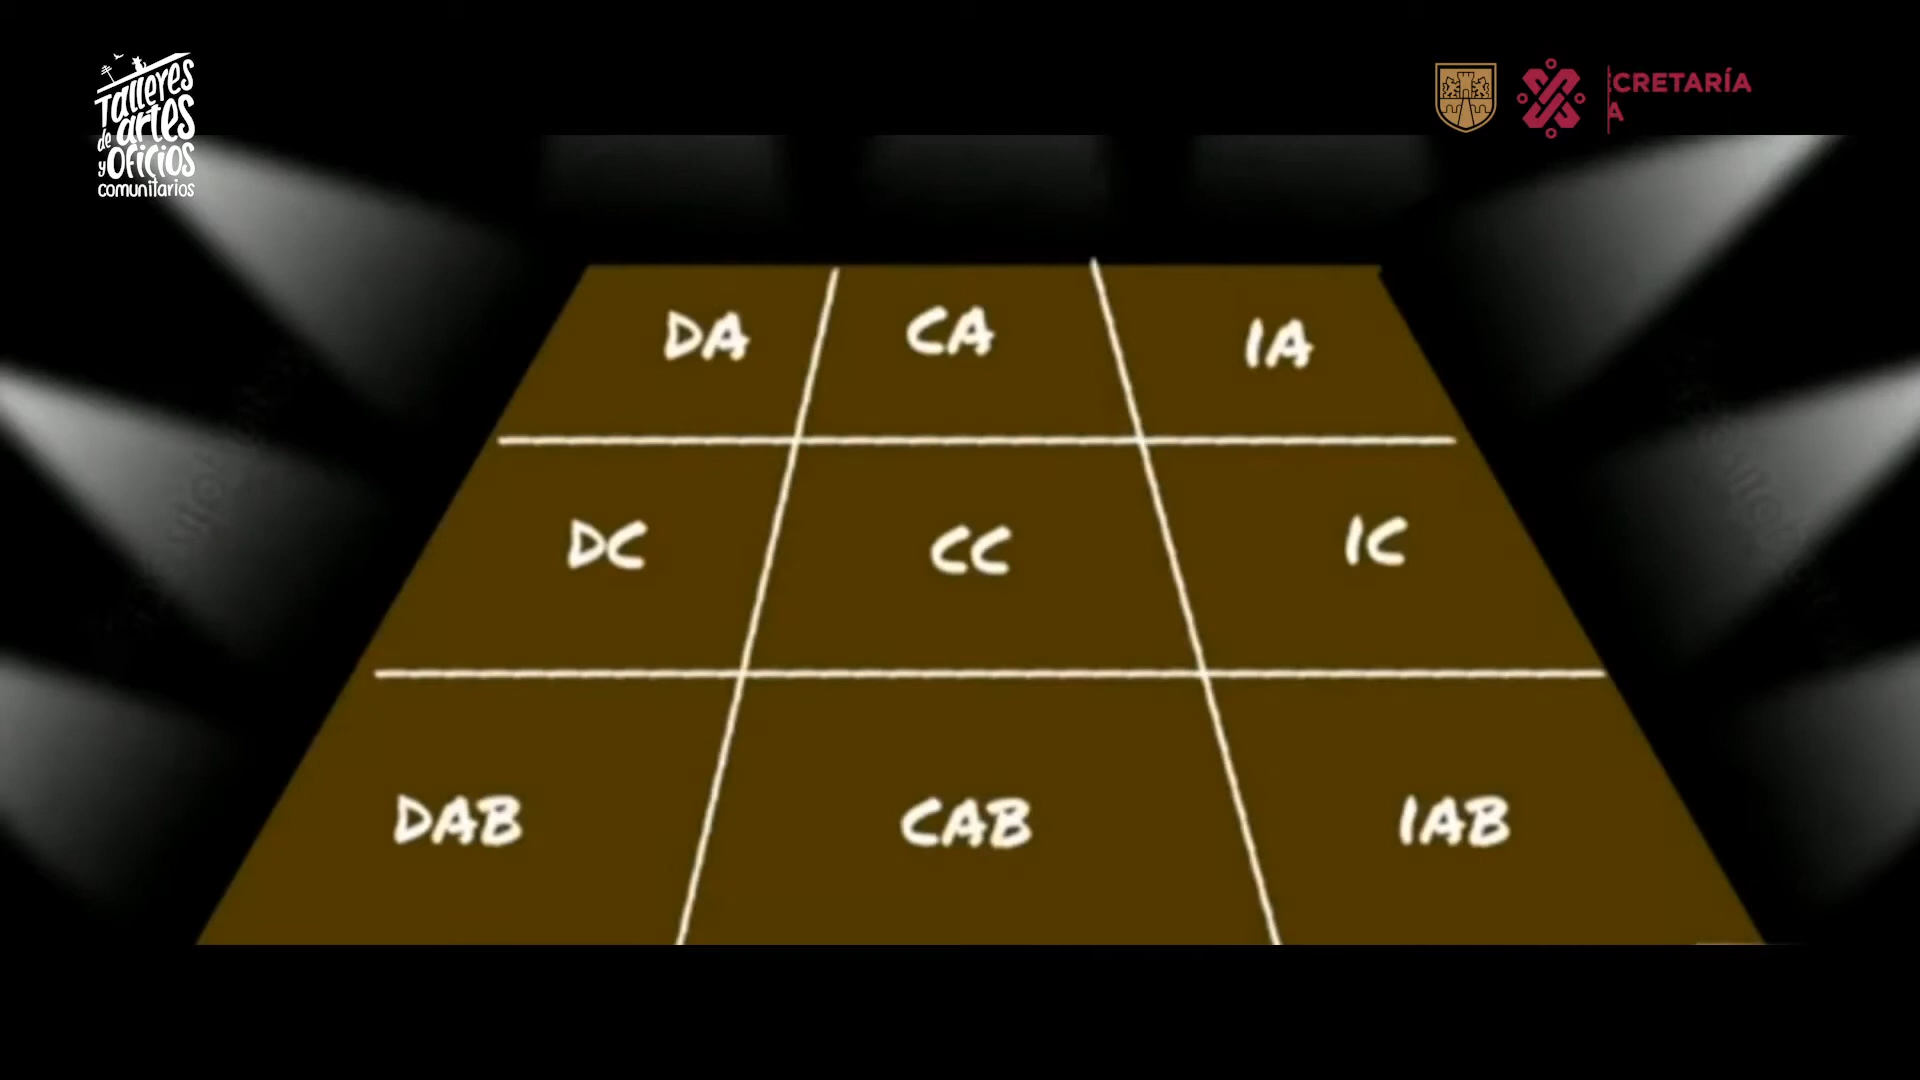 Talleres
de artes
y oficios
comunitarios
CRETARÍA
A
DA CA IA
DC CC IC
DAB CAB IAB